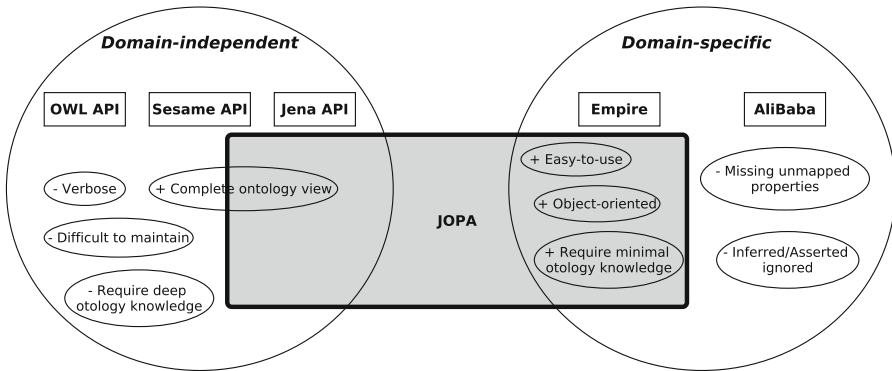 Domain-independent
Domain-specific
OWL API
Sesame API
Jena API
Empire
AliBaba
- Verbose
+ Complete ontology view
- Difficult to maintain
- Require deep
otology knowledge
JOPA
+ Easy-to-use
+ Object-oriented
+ Require minimal
otology knowledge
- Missing unmapped
properties
- Inferred/Asserted
ignored